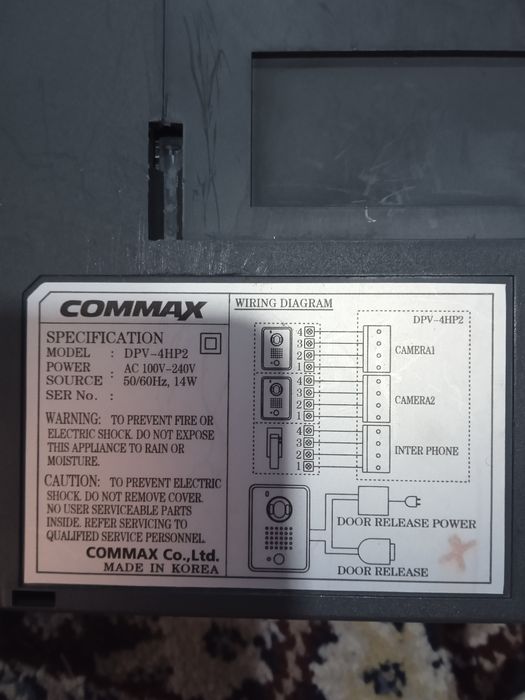 COMMAX
SPECIFICATION
MODEL : DPV-4HP2
POWER SOURCE : AC 100V-240V 50/60Hz, 14W
SER No. :
WARNING: TO PREVENT FIRE OR
ELECTRIC SHOCK. DO NOT EXPOSE
THIS APPLIANCE TO RAIN OR
MOISTURE.
CAUTION: TO PREVENT ELECTRIC
SHOCK. DO NOT REMOVE COVER.
NO USER SERVICEABLE PARTS
INSIDE. REFER SERVICING TO
QUALIFIED SERVICE PERSONNEL.
COMMAX Co.,Ltd.
MADE IN KOREA
WIRING DIAGRAM
DPV-4HP2
4
3
2
1
CAMERA1
4
3
2
1
CAMERA2
4
3
2
1
INTER PHONE
DOOR RELEASE POWER
DOOR RELEASE